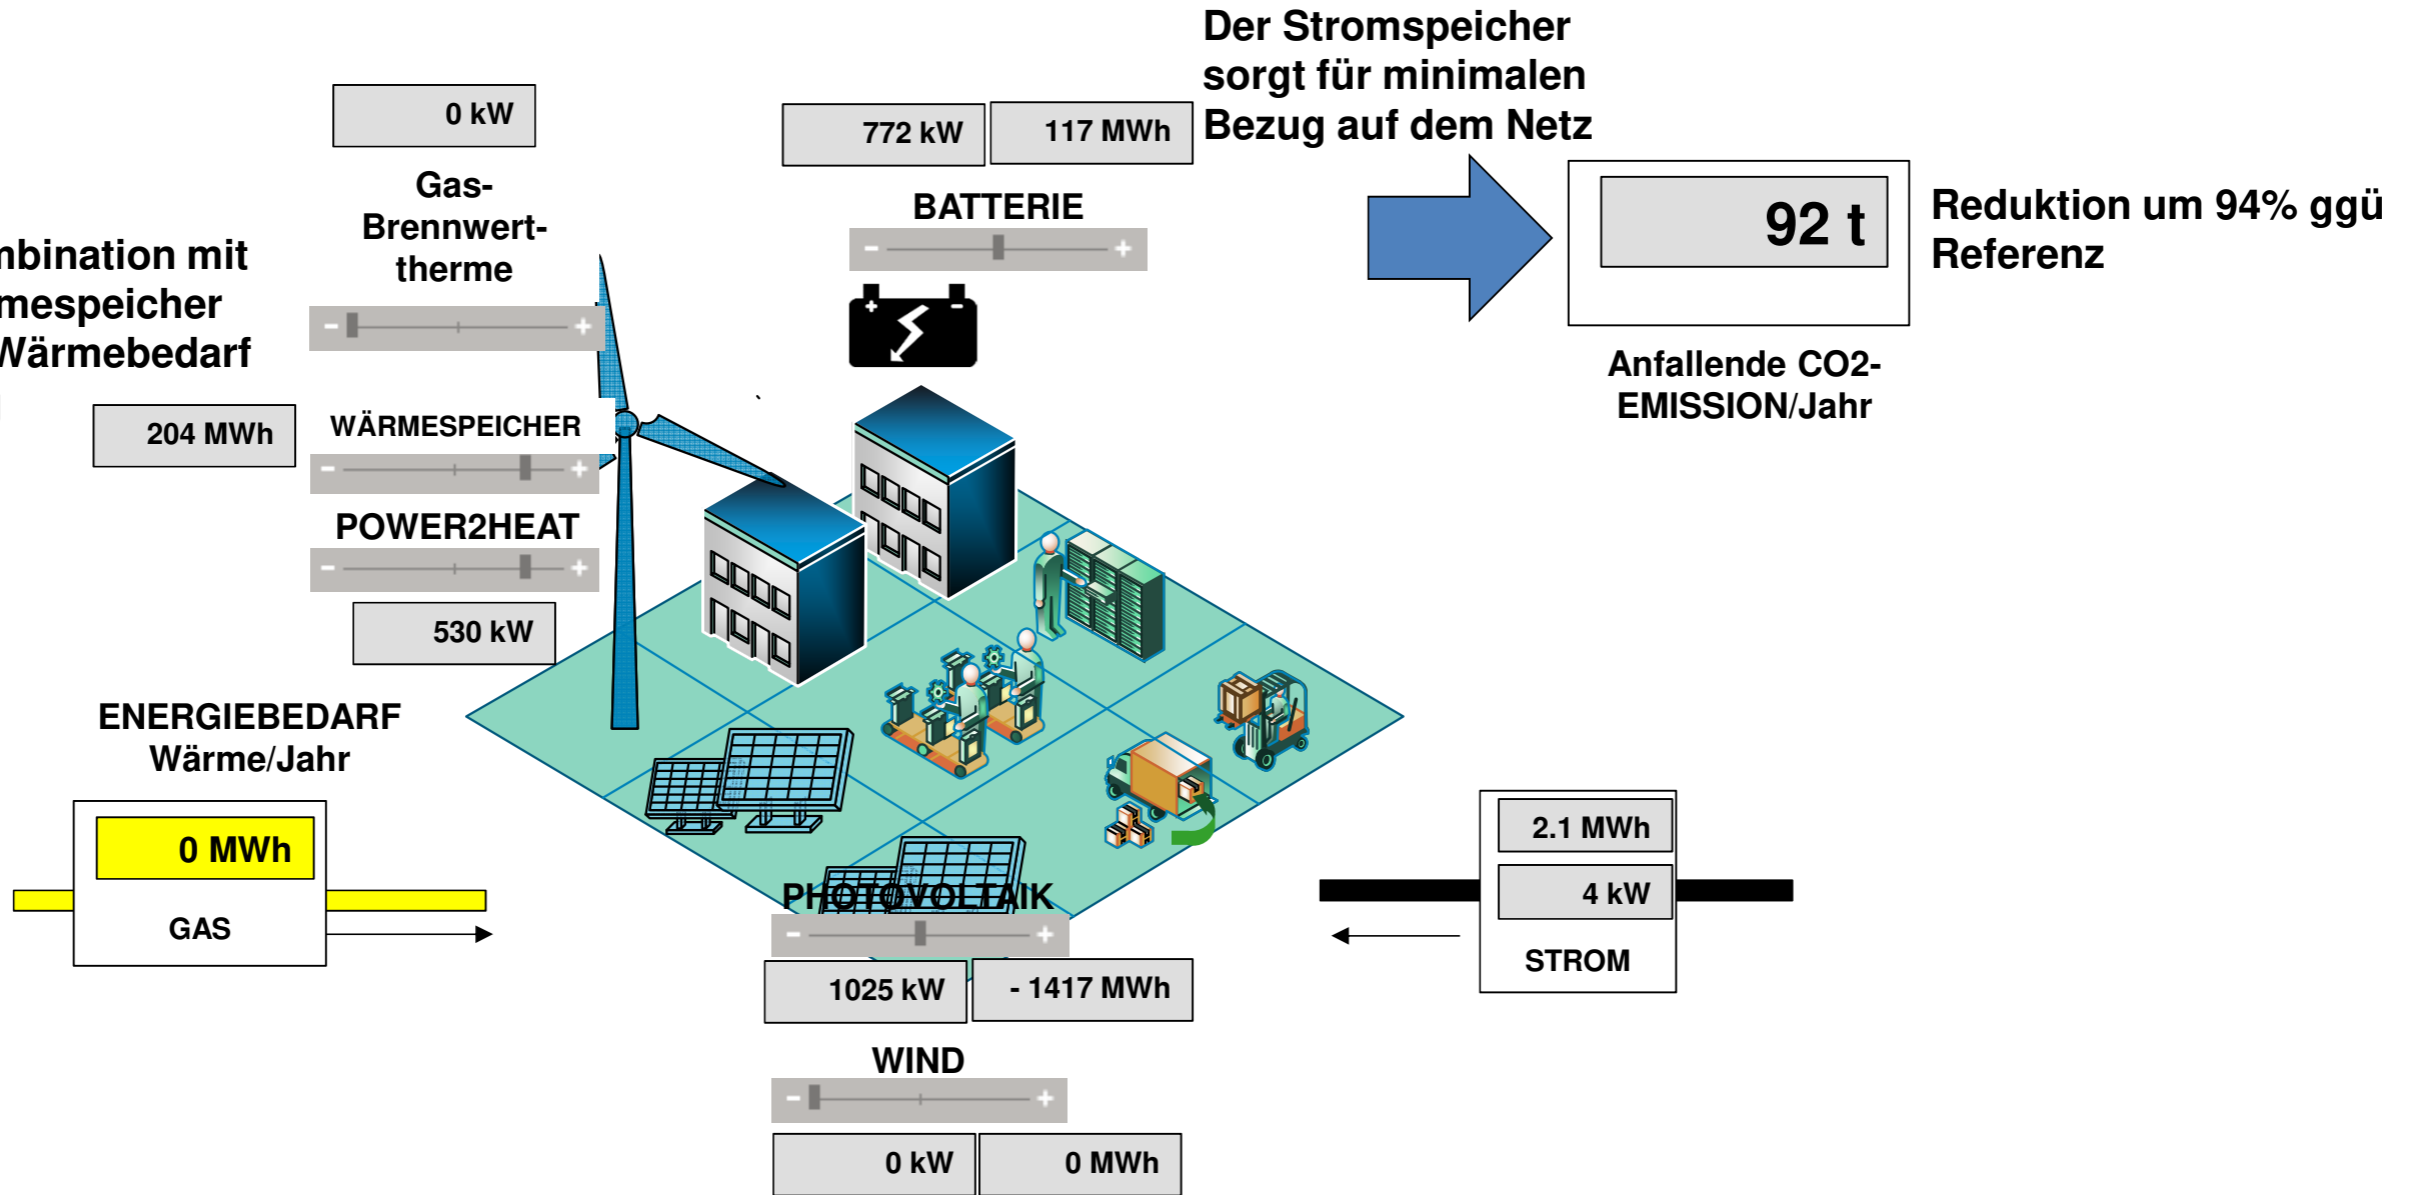 Der Stromspeicher
sorgt für minimalen
Bezug auf dem Netz
0 kW
772 kW
117 MWh
Gas-
Brennwert-
therme
BATTERIE
92 t
Reduktion um 94% ggü
Referenz
mbination mit
mespeicher
Wärmebedarf
Anfallende CO2-
EMISSION/Jahr
204 MWh
WÄRMESPEICHER
POWER2HEAT
530 kW
ENERGIEBEDARF
Wärme/Jahr
0 MWh
GAS
PHOTOVOLTAIK
1025 kW
- 1417 MWh
2.1 MWh
4 kW
STROM
WIND
0 kW
0 MWh